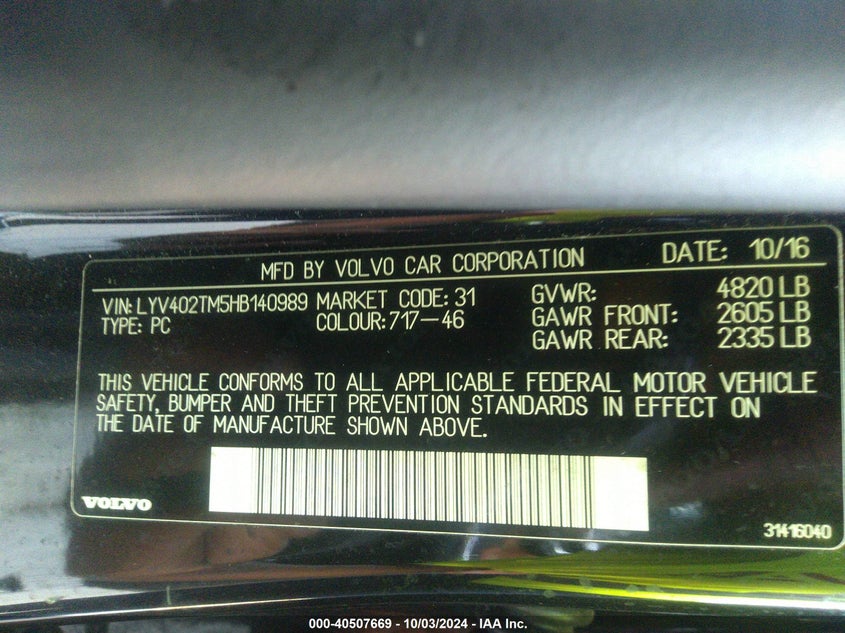 MFD BY VOLVO CAR CORPORATION DATE: 10/16
VIN: LYV402TM5HB140989 MARKET CODE: 31 GVWR: 4820 LB
TYPE: PC COLOUR: 717-46 GAWR FRONT: 2605 LB
GAWR REAR: 2335 LB
THIS VEHICLE CONFORMS TO ALL APPLICABLE FEDERAL MOTOR VEHICLE
SAFETY, BUMPER AND THEFT PREVENTION STANDARDS IN EFFECT ON
THE DATE OF MANUFACTURE SHOWN ABOVE.
VOLVO
31416040
000-40507669 - 10/03/2024 - IAA Inc.